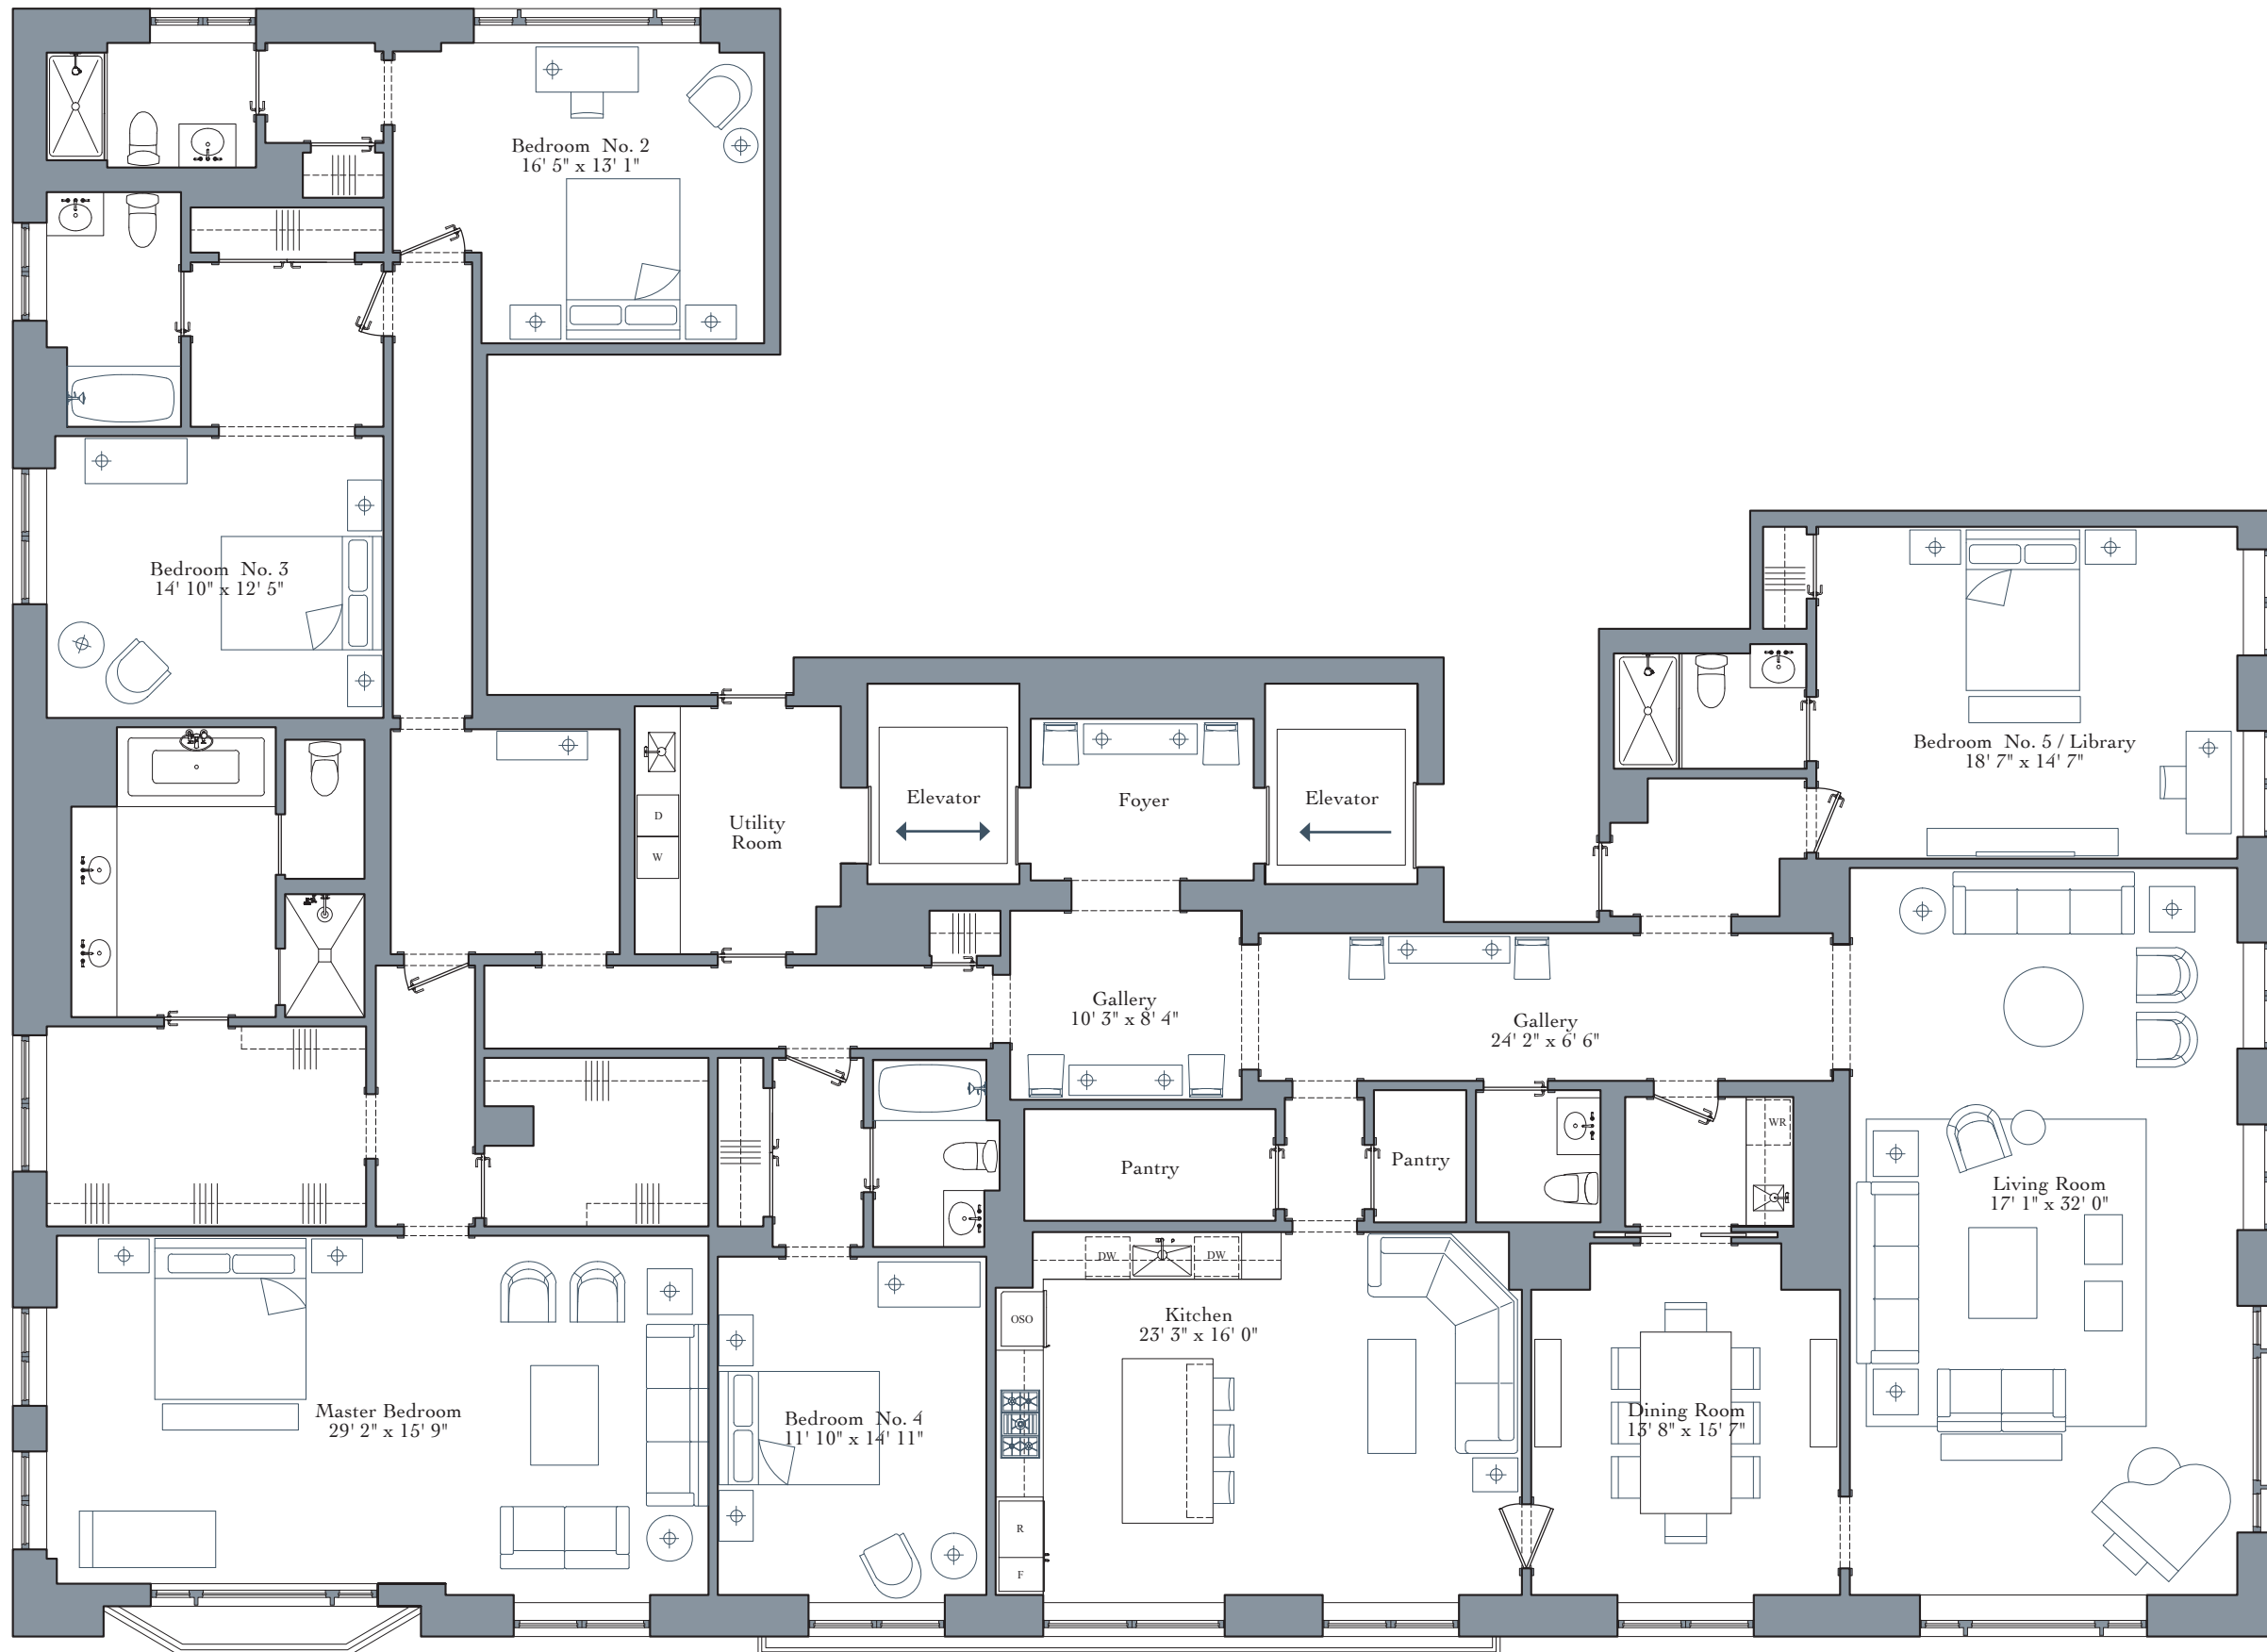 Bedroom No. 2
16' 5" x 13' 1"
Bedroom No. 3
14' 10" x 12' 5"
Bedroom No. 5 / Library
18' 7" x 14' 7"
Elevator
Foyer
Elevator
Utility
Room
D
W
Gallery
10' 3" x 8' 4"
Gallery
24' 2" x 6' 6"
WR
Pantry
Pantry
Living Room
17' 1" x 32' 0"
DW
DW
OSO
Kitchen
23' 3" x 16' 0"
Master Bedroom
29' 2" x 15' 9"
Bedroom No. 4
11' 10" x 14' 11"
Dining Room
13' 8" x 15' 7"
R
F